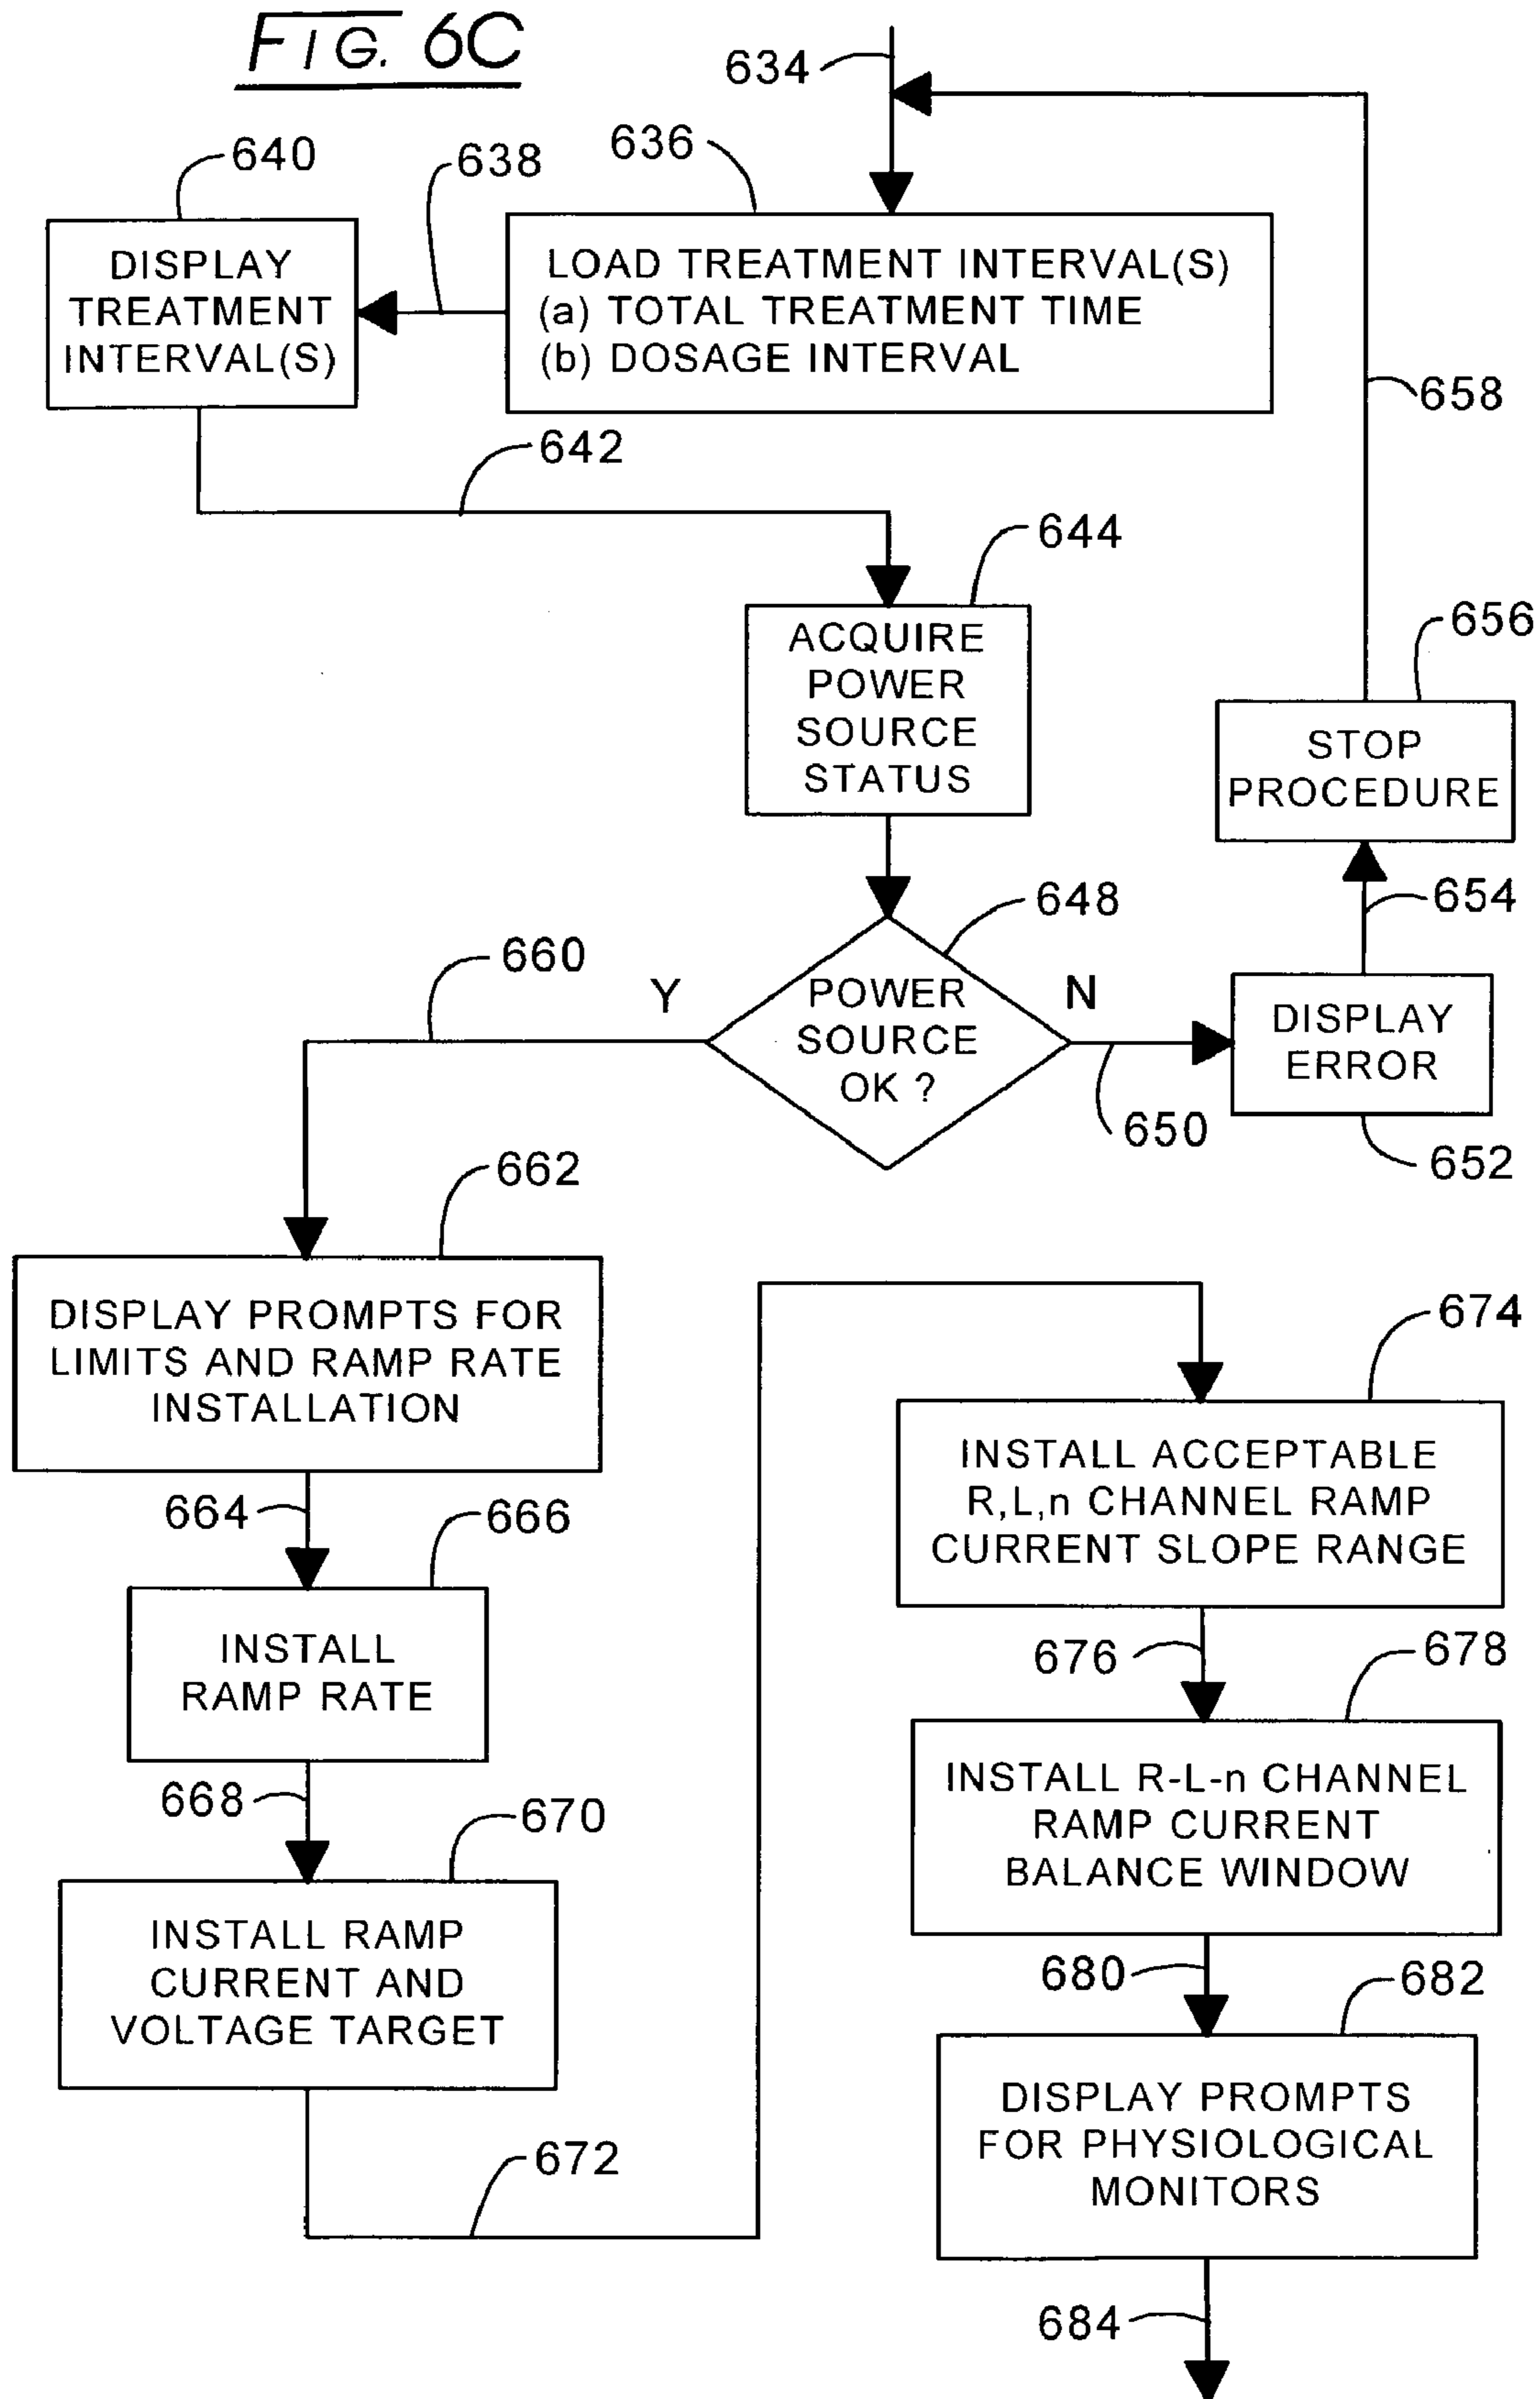 FIG. 6C
634
636
638
640
LOAD TREATMENT INTERVAL(S)
(a) TOTAL TREATMENT TIME
(b) DOSAGE INTERVAL
DISPLAY
TREATMENT
INTERVAL(S)
658
642
644
ACQUIRE
POWER
SOURCE
STATUS
656
STOP
PROCEDURE
654
648
660
Y
POWER
SOURCE
OK ?
N
DISPLAY
ERROR
650
652
662
DISPLAY PROMPTS FOR
LIMITS AND RAMP RATE
INSTALLATION
664
666
INSTALL
RAMP RATE
668
670
INSTALL RAMP
CURRENT AND
VOLTAGE TARGET
672
674
INSTALL ACCEPTABLE
R,L,n CHANNEL RAMP
CURRENT SLOPE RANGE
676
678
INSTALL R-L-n CHANNEL
RAMP CURRENT
BALANCE WINDOW
680
682
DISPLAY PROMPTS
FOR PHYSIOLOGICAL
MONITORS
684